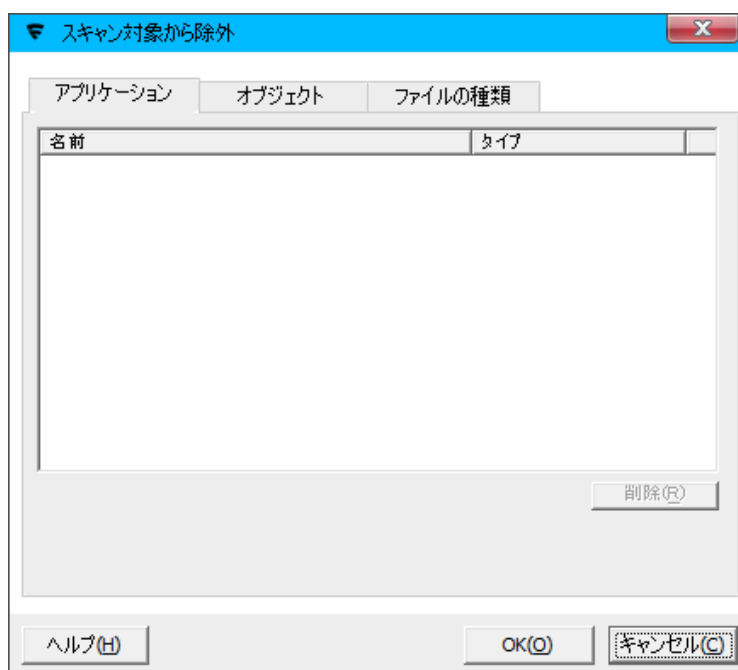 スキャン対象から除外
アプリケーション オブジェクト ファイルの種類
名前 タイプ
削除(R)
ヘルプ(H) OK(O) キャンセル(C)